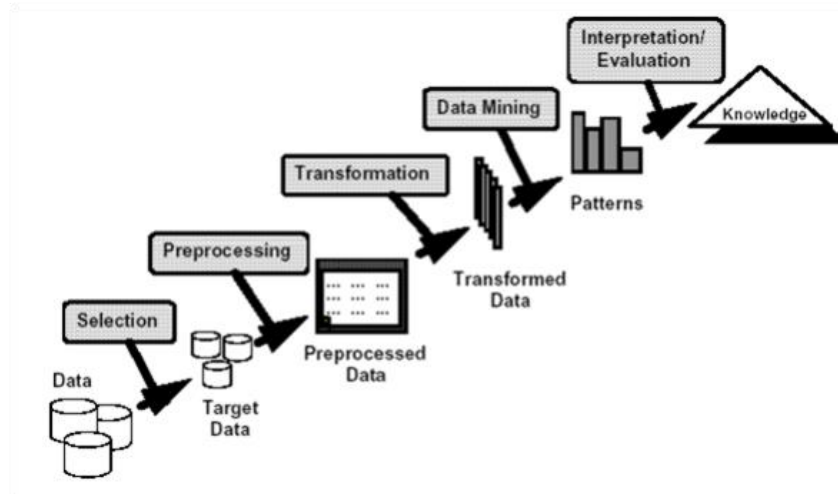 Interpretation/
Evaluation
Knowledge
Data Mining
Patterns
Transformation
Transformed
Data
Preprocessing
Preprocessed
Data
Selection
Target
Data
Data